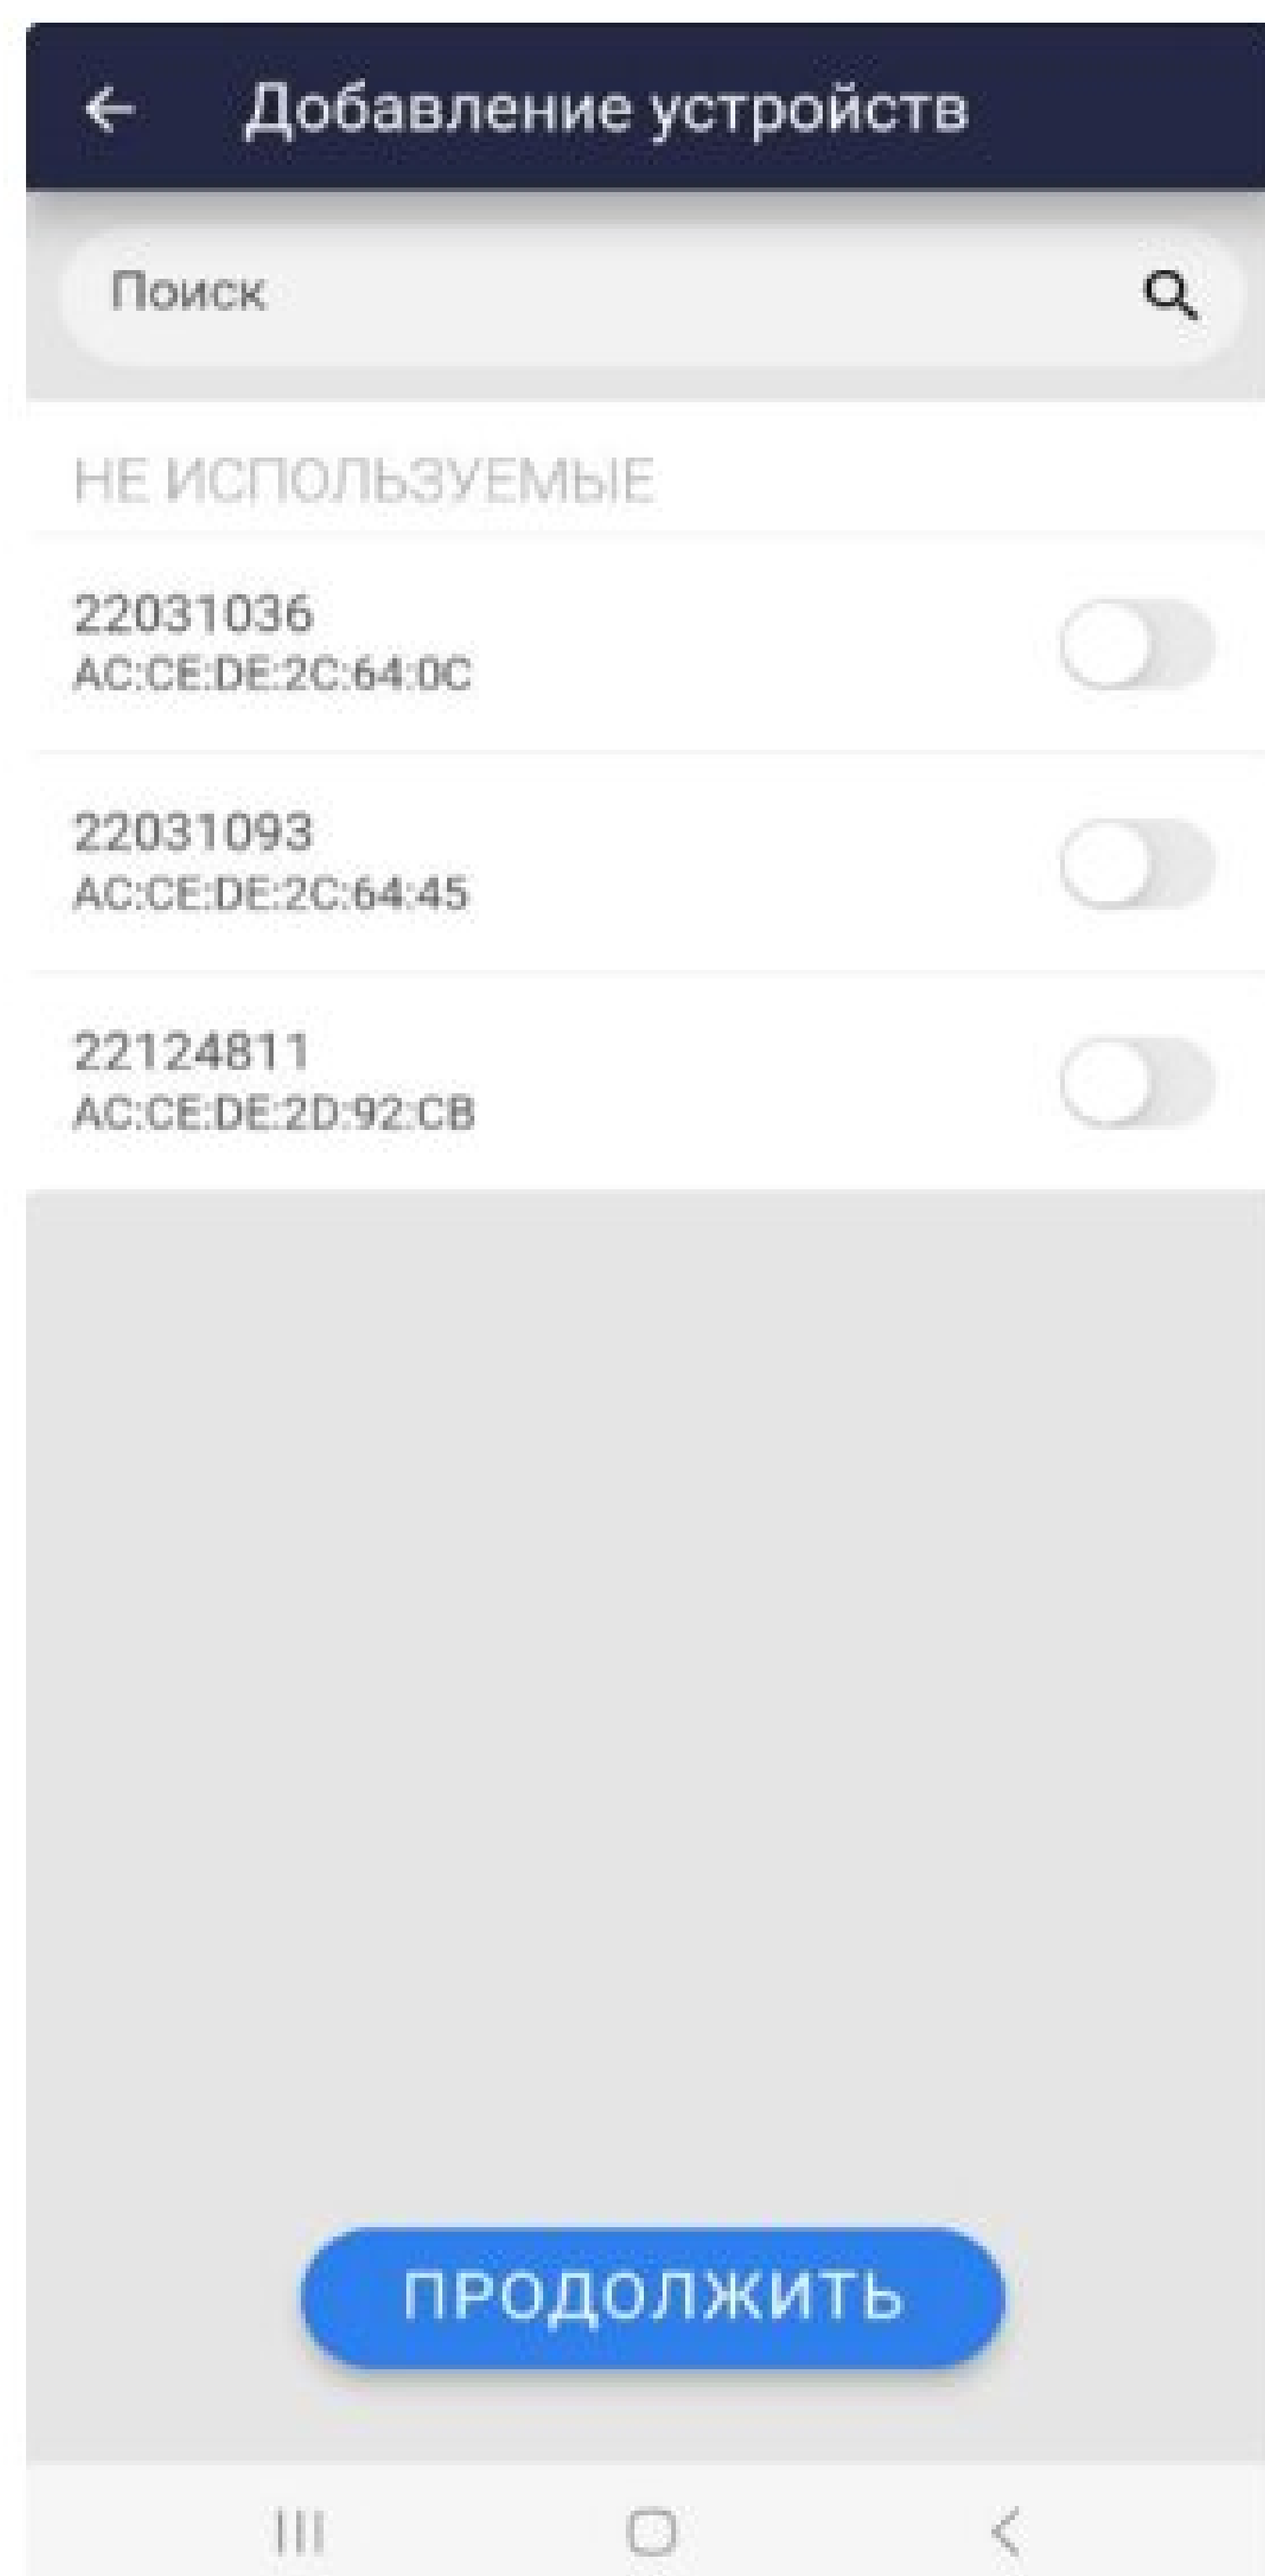 Добавление устройств
Поиск
НЕ ИСПОЛЬЗУЕМЫЕ
22031036
AC:CE:DE:2C:64:0C
22031093
AC:CE:DE:2C:64:45
22124811
AC:CE:DE:2D:92:CB
ПРОДОЛЖИТЬ